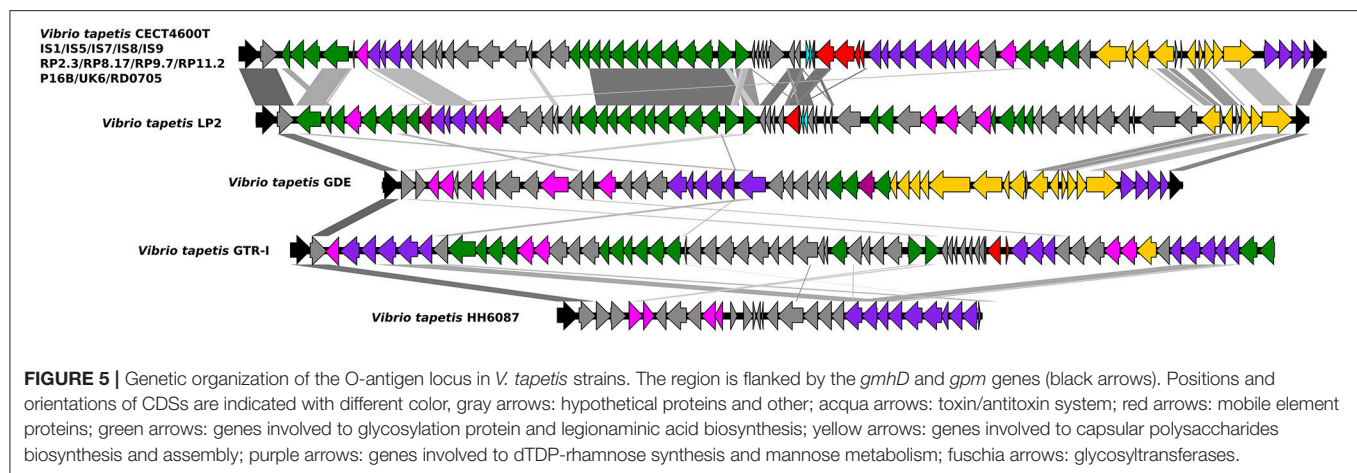 Vibrio tapetis CECT4600T
IS1/IS5/IS7/IS8/IS9
RP2.3/RP8.17/RP9.7/RP11.2
P16B/UK6/RD0705
Vibrio tapetis LP2
Vibrio tapetis GDE
Vibrio tapetis GTR-I
Vibrio tapetis HH6087
FIGURE 5 | Genetic organization of the O-antigen locus in V. tapetis strains. The region is flanked by the gmhD and gpm genes (black arrows). Positions and
orientations of CDSs are indicated with different color, gray arrows: hypothetical proteins and other; acqua arrows: toxin/antitoxin system; red arrows: mobile element
proteins; green arrows: genes involved to glycosylation protein and legionaminic acid biosynthesis; yellow arrows: genes involved to capsular polysaccharides
biosynthesis and assembly; purple arrows: genes involved to dTDP-rhamnose synthesis and mannose metabolism; fuschia arrows: glycosyltransferases.